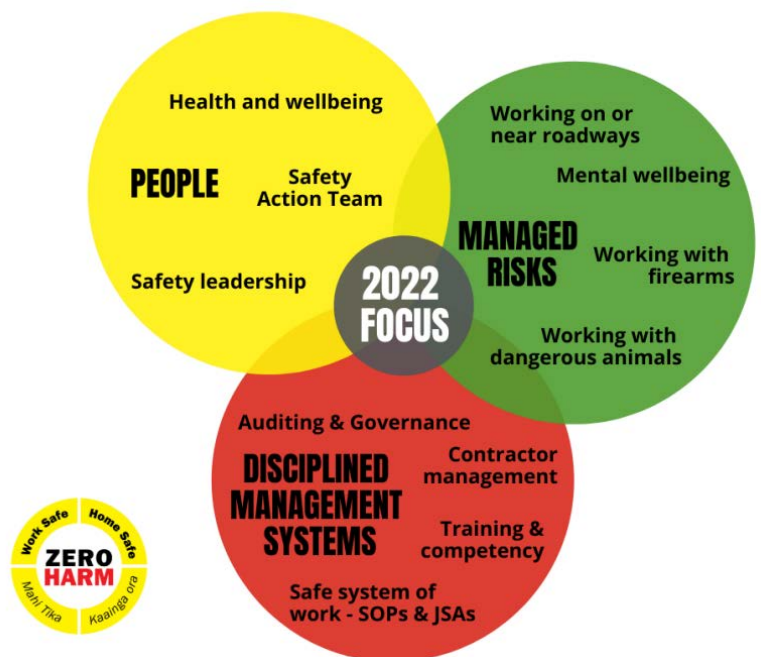 Health and wellbeing
PEOPLE
Safety
Action Team
Safety leadership
Working on or
near roadways
Mental wellbeing
MANAGED
RISKS
Working with
firearms
Working with
dangerous animals
2022
FOCUS
Auditing & Governance
DISCIPLINED
MANAGEMENT
SYSTEMS
Contractor
management
Training &
competency
Safe system of
work - SOPs & JSAs
Work Safe
Home Safe
ZERO
HARM
Mahi Tika
Kaainga ora